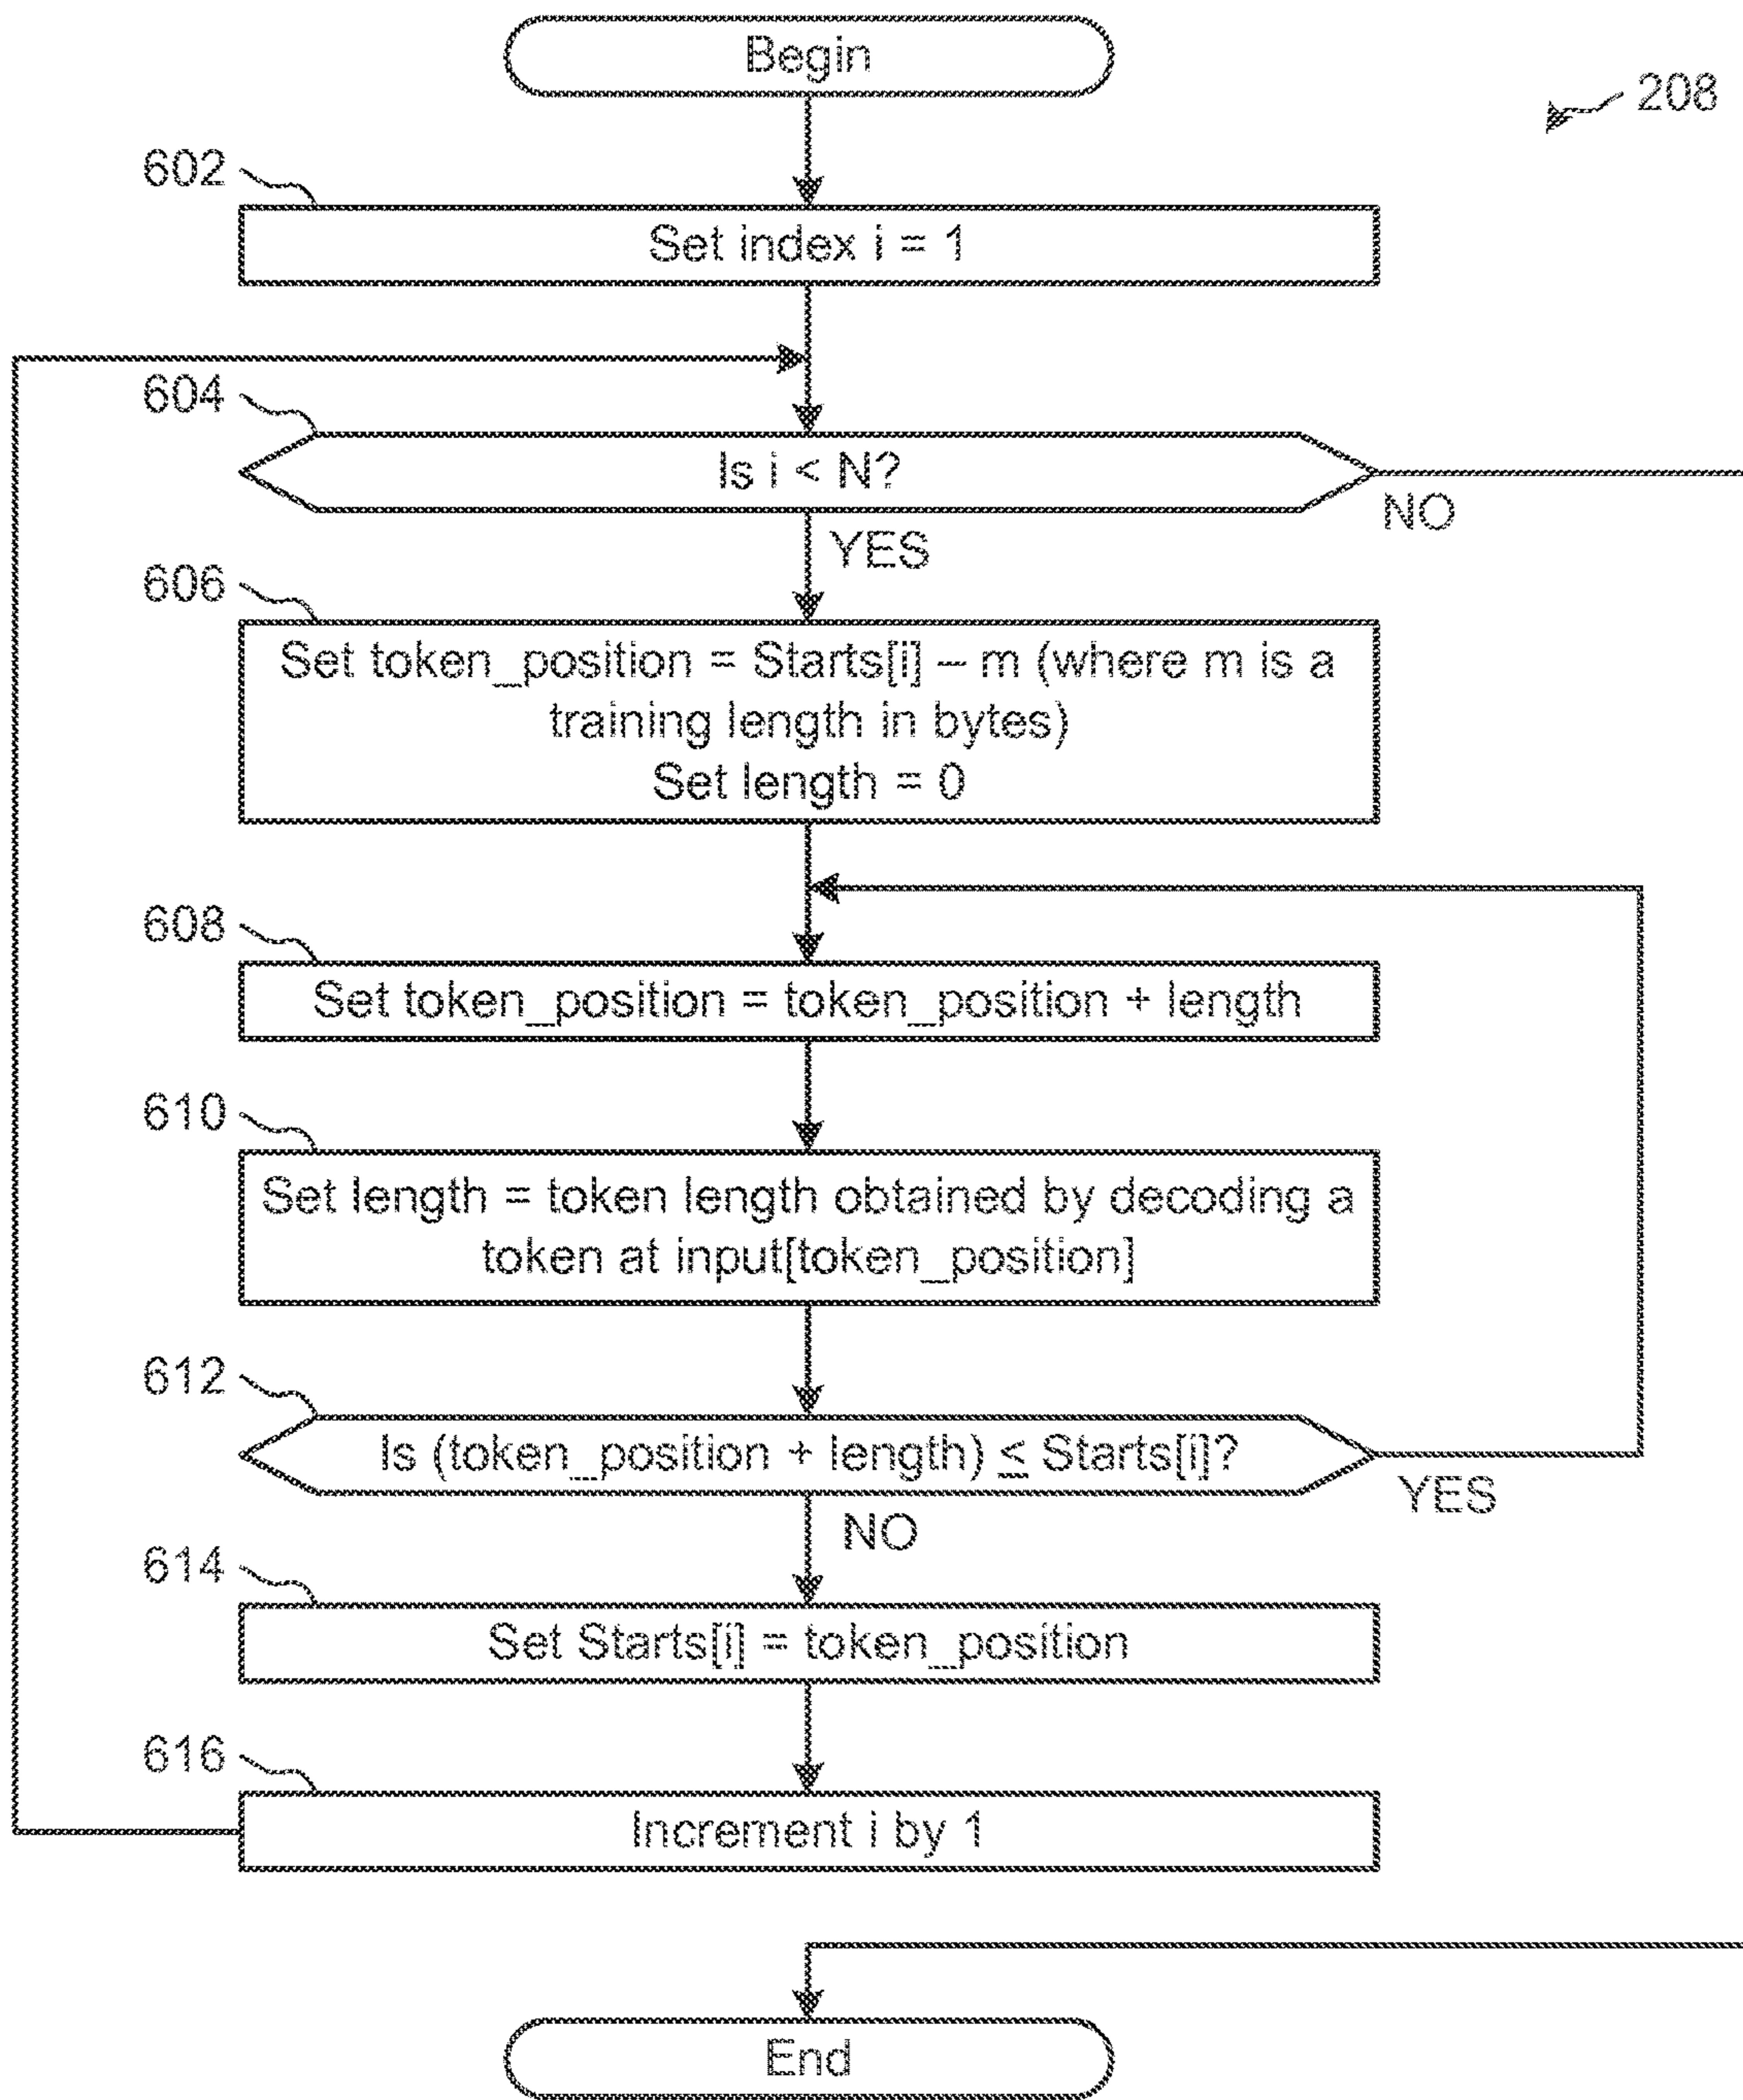 Begin
208
602
Set index i = 1
604
Is i < N?
NO
YES
606
Set token_position = Starts[i] – m (where m is a
training length in bytes)
Set length = 0
608
Set token_position = token_position + length
610
Set length = token length obtained by decoding a
token at input[token_position]
612
Is (token_position + length) ≤ Starts[i]?
YES
NO
614
Set Starts[i] = token_position
616
Increment i by 1
End